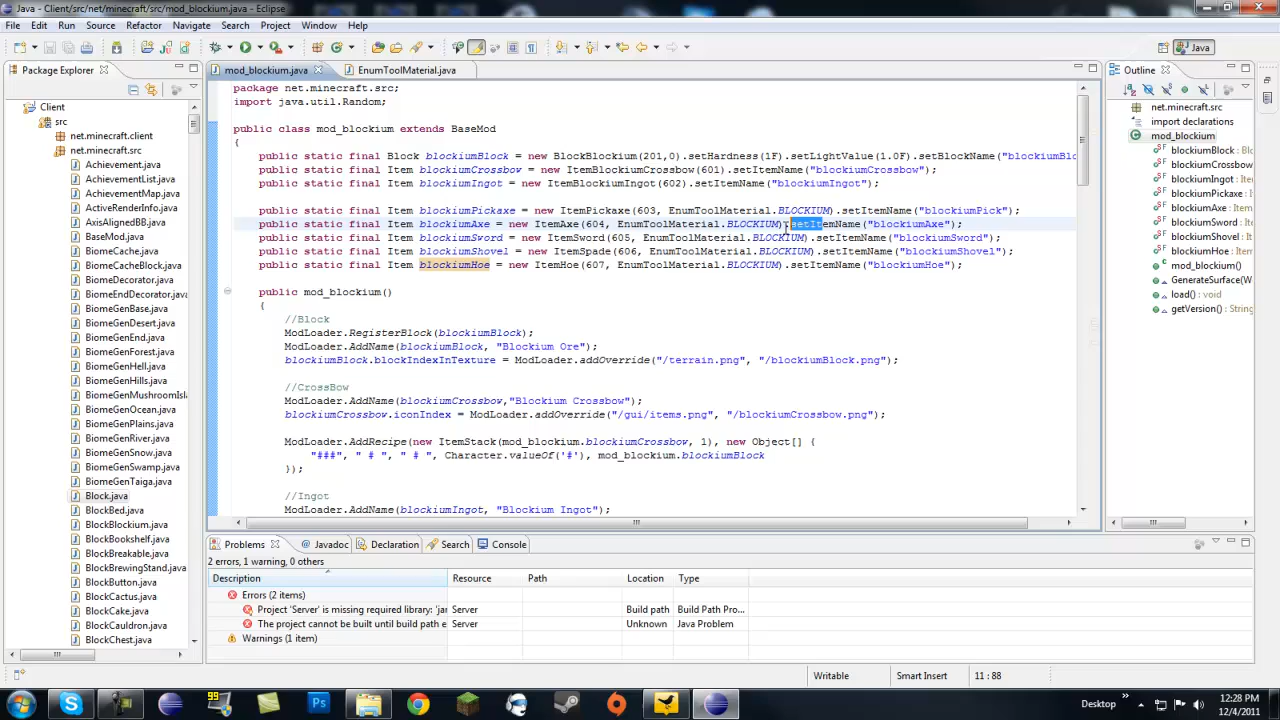 Java - Client/src/net/minecraft/src/mod_blockium.java - Eclipse
File Edit Run Source Refactor Navigate Search Project Window Help
Java
Package Explorer
Client
src
net.minecraft.client
net.minecraft.src
Achievement.java
AchievementList.java
AchievementMap.java
ActiveRenderInfo.java
AxisAlignedBB.java
BaseMod.java
BiomeCache.java
BiomeDecorator.java
BiomeEndDecorator.java
BiomeGenBase.java
BiomeGenDesert.java
BiomeGenEnd.java
BiomeGenForest.java
BiomeGenHell.java
BiomeGenHills.java
BiomeGenMushroomIsl
BiomeGenOcean.java
BiomeGenPlains.java
BiomeGenRiver.java
BiomeGenSnow.java
BiomeGenSwamp.java
BiomeGenTaiga.java
Block.java
BlockBed.java
BlockBlockium.java
BlockBookshelf.java
BlockBreakable.java
BlockBrewingStand.java
BlockButton.java
BlockCactus.java
BlockCake.java
BlockCauldron.java
BlockChest.java
mod_blockium.java EnumToolMaterial.java
package net.minecraft.src;
import java.util.Random;
public class mod_blockium extends BaseMod
{
public static final Block blockiumBlock = new BlockBlockium(201,0).setHardness(1F).setLightValue(1.0F).setBlockName("blockiumBlo
public static final Item blockiumCrossbow = new ItemBlockiumCrossbow(601).setItemName("blockiumCrossbow");
public static final Item blockiumIngot = new ItemBlockiumIngot(602).setItemName("blockiumIngot");
public static final Item blockiumPickaxe = new ItemPickaxe(603, EnumToolMaterial.BLOCKIUM).setItemName("blockiumPick");
public static final Item blockiumAxe = new ItemAxe(604, EnumToolMaterial.BLOCKIUM).setItemName("blockiumAxe");
public static final Item blockiumSword = new ItemSword(605, EnumToolMaterial.BLOCKIUM).setItemName("blockiumSword");
public static final Item blockiumShovel = new ItemSpade(606, EnumToolMaterial.BLOCKIUM).setItemName("blockiumShovel");
public static final Item blockiumHoe = new ItemHoe(607, EnumToolMaterial.BLOCKIUM).setItemName("blockiumHoe");
public mod_blockium()
{
//Block
ModLoader.RegisterBlock(blockiumBlock);
ModLoader.AddName(blockiumBlock, "Blockium Ore");
blockiumBlock.blockIndexInTexture = ModLoader.addOverride("/terrain.png", "/blockiumBlock.png");
//CrossBow
ModLoader.AddName(blockiumCrossbow,"Blockium Crossbow");
blockiumCrossbow.iconIndex = ModLoader.addOverride("/gui/items.png", "/blockiumCrossbow.png");
ModLoader.AddRecipe(new ItemStack(mod_blockium.blockiumCrossbow, 1), new Object[] {
"###", " # ", " # ", Character.valueOf('#'), mod_blockium.blockiumBlock
});
//Ingot
ModLoader.AddName(blockiumIngot, "Blockium Ingot");
Outline
net.minecraft.src
import declarations
mod_blockium
blockiumBlock : Blo
blockiumCrossbow
blockiumIngot : Ite
blockiumPickaxe :
blockiumAxe : Iten
blockiumSword : It
blockiumShovel : It
blockiumHoe : Iten
mod_blockium()
GenerateSurface(W
load() : void
getVersion() : String
Problems Javadoc Declaration Search Console
2 errors, 1 warning, 0 others
Description Resource Path Location Type
Errors (2 items)
Project 'Server' is missing required library: 'jar Server Build path Build Path Pro...
The project cannot be built until build path e Server Unknown Java Problem
Warnings (1 item)
Writable Smart Insert 11 : 88
99
Ps
Desktop
12:28 PM
12/4/2011